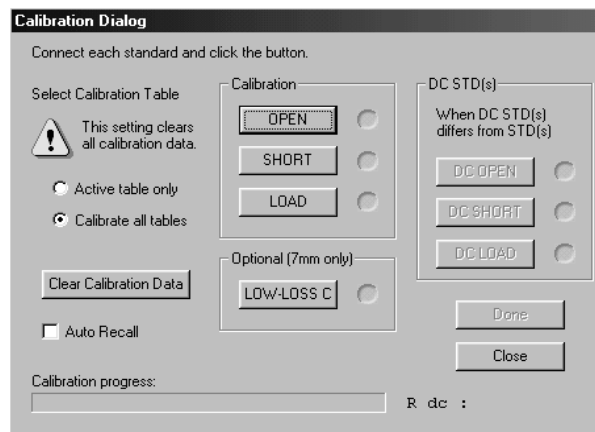 Calibration Dialog
Connect each standard and click the button.
Select Calibration Table
This setting clears
all calibration data.
Active table only
Calibrate all tables
Clear Calibration Data
Auto Recall
Calibration
OPEN
SHORT
LOAD
Optional (7mm only)
LOW-LOSS C
DC STD(s)
When DC STD(s)
differs from STD(s)
DC OPEN
DC SHORT
DC LOAD
Done
Close
Calibration progress:
R dc :